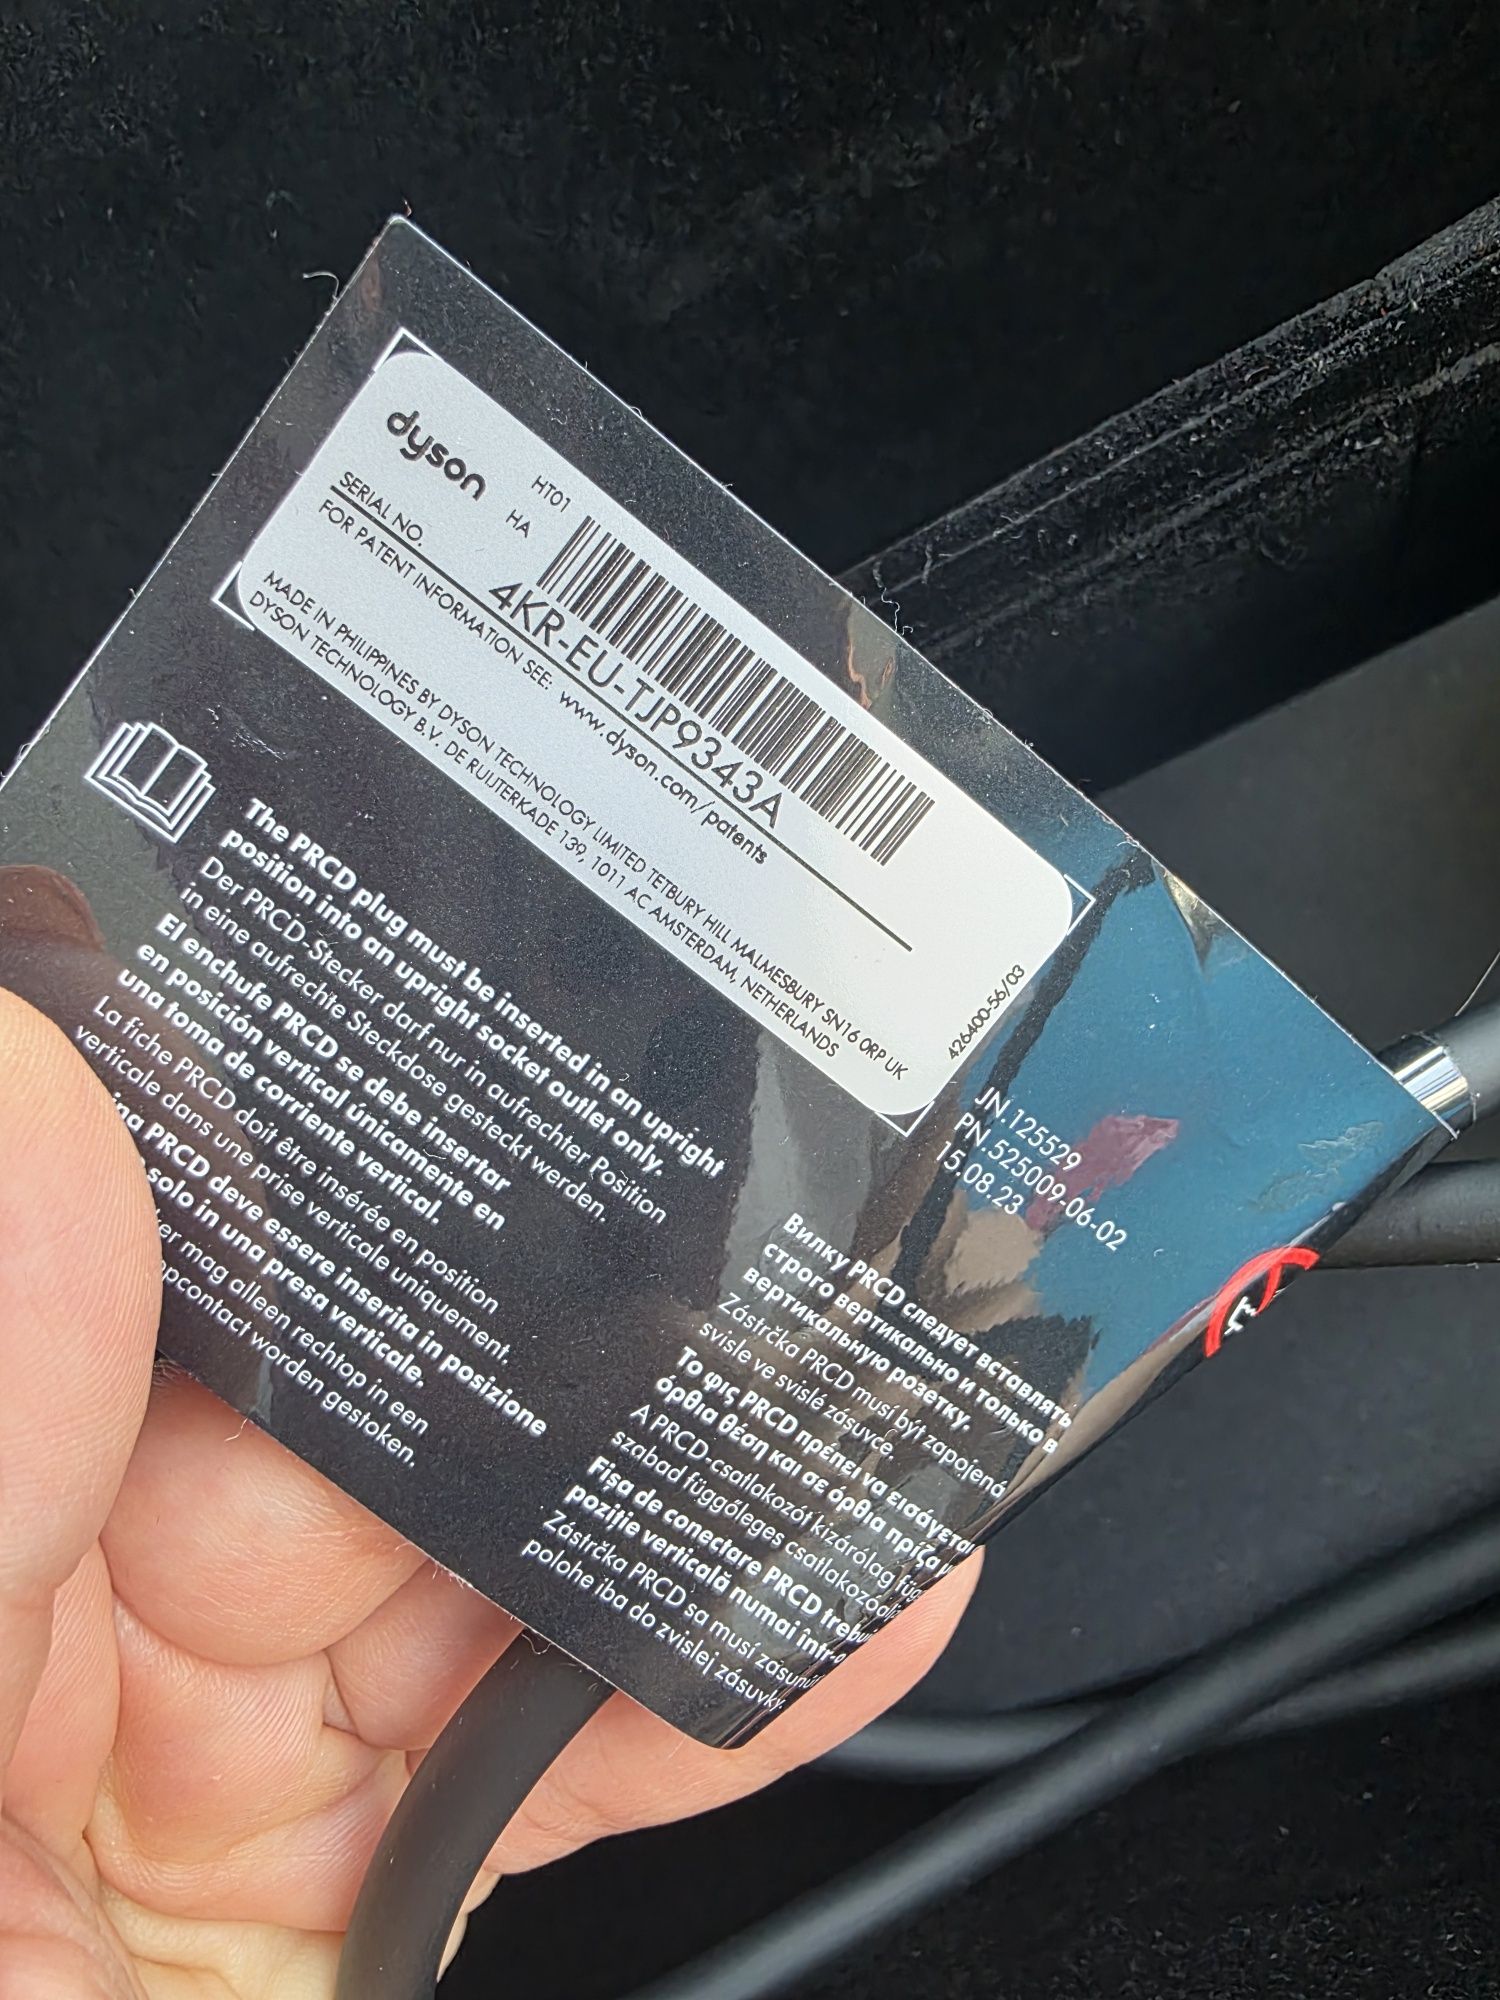 dyson
HT01
HA
SERIAL NO.
4KR-EU-TJP9343A
FOR PATENT INFORMATION SEE: www.dyson.com/patents
MADE IN PHILIPPINES BY DYSON TECHNOLOGY LIMITED TETBURY HILL MALMESBURY SN16 0RP UK
DYSON TECHNOLOGY B.V. DE RUIJTERKADE 139, 1011 AC AMSTERDAM, NETHERLANDS
426400-56/03
JN.125529
PN.525009-06-02
15.08.23
The PRCD plug must be inserted in an upright
position into an upright socket outlet only.
Der PRCD-Stecker darf nur in aufrechter Position
in eine aufrechte Steckdose gesteckt werden.
El enchufe PRCD se debe insertar
en posición vertical únicamente en
una toma de corriente vertical.
La fiche PRCD doit être insérée en position
verticale dans une prise verticale uniquement.
PRCD deve essere inserita in posizione
solo in una presa verticale.
mag alleen rechtop in een
worden gestoken.
Вилку PRCD следует вставлять
строго вертикально и только в
вертикальную розетку.
Zástrčka PRCD musí být zapojená
svisle ve svislé zásuvce.
Το φις PRCD πρέπει να εισάγεται
όρθια θέση και σε όρθια πρίζα
A PRCD-csatlakozót kizárólag
szabad függőleges
Fișa de conectare PRCD
poziție verticală numai într-o
Zástrčka PRCD sa musí
polohe iba do zvislej zásuvky.